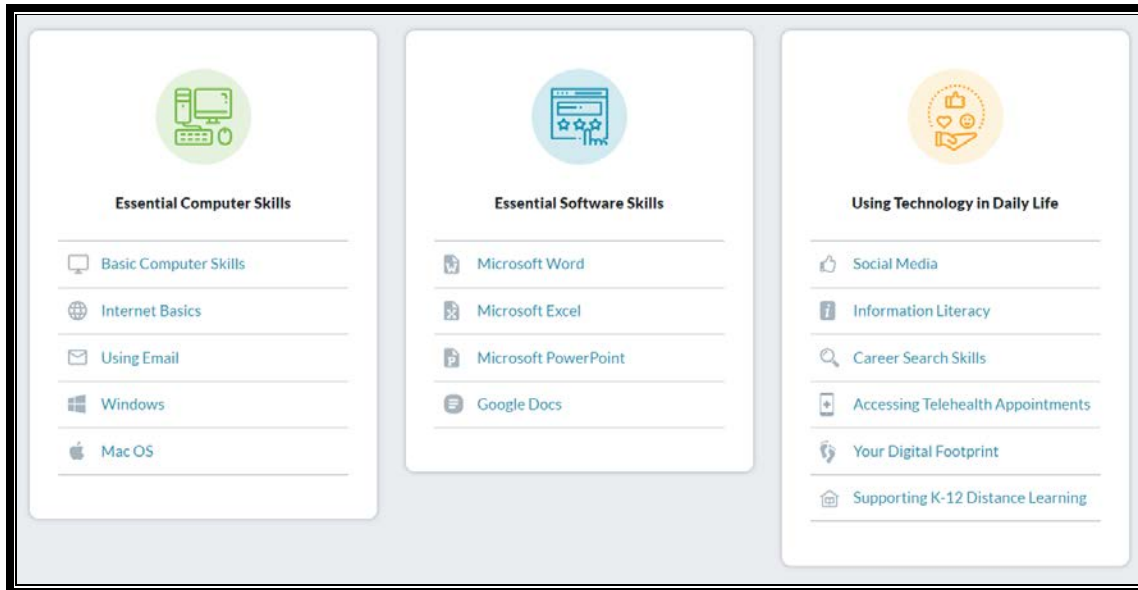 Essential Computer Skills
Basic Computer Skills
Internet Basics
Using Email
Windows
Mac OS
Essential Software Skills
Microsoft Word
Microsoft Excel
Microsoft PowerPoint
Google Docs
Using Technology in Daily Life
Social Media
Information Literacy
Career Search Skills
Accessing Telehealth Appointments
Your Digital Footprint
Supporting K-12 Distance Learning